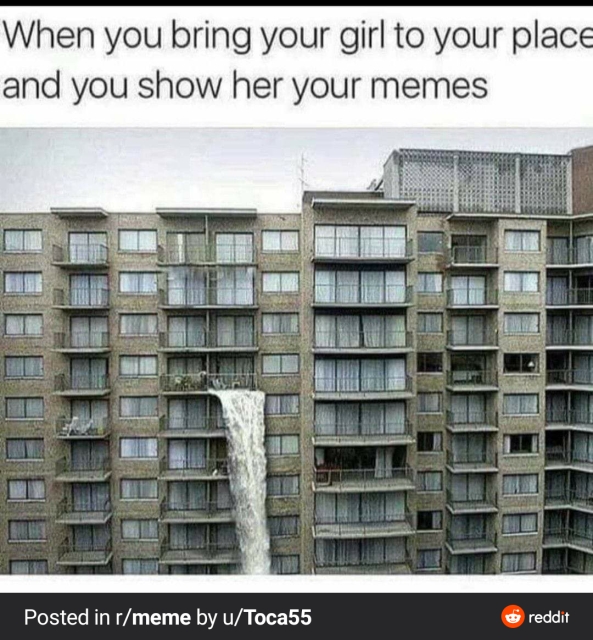 When you bring your girl to your place
and you show her your memes
Posted in r/meme by u/Toca55
reddit